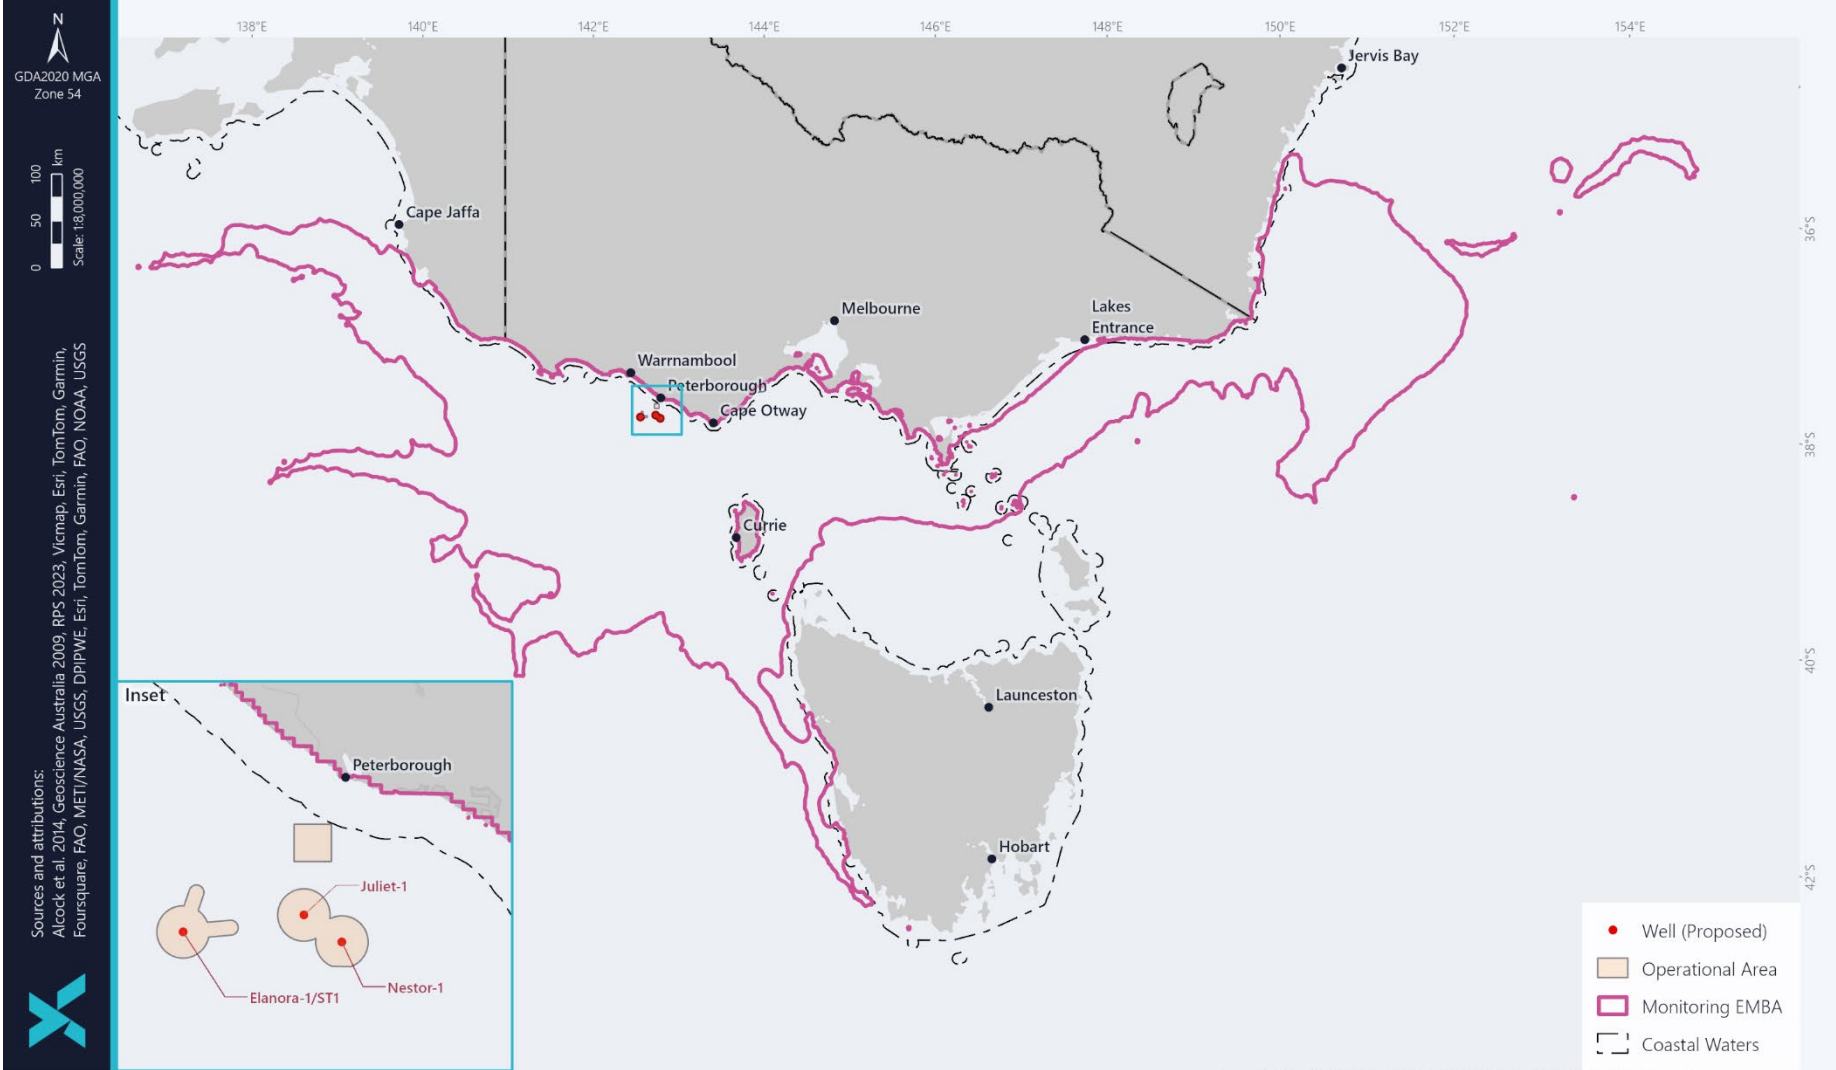 N
GDA2020 MGA
Zone 54
0 50 100 km
Scale: 1:8,000,000
Sources and attributions:
Alcock et al. 2014, Geoscience Australia 2009, RPS 2023, Vicmap, Esri, TomTom, Garmin,
Foursquare, FAO, METI/NASA, USGS, DPIPWE, Esri, TomTom, Garmin, FAO, NOAA, USGS
138°E 140°E 142°E 144°E 146°E 148°E 150°E 152°E 154°E
Jervis Bay
Cape Jaffa
36°S
Melbourne
Lakes
Entrance
Warrnambool
Peterborough
Cape Otway
38°S
Currie
40°S
Launceston
Hobart
42°S
Inset
Peterborough
Juliet-1
Nestor-1
Elanora-1/ST1
Well (Proposed)
Operational Area
Monitoring EMBA
Coastal Waters